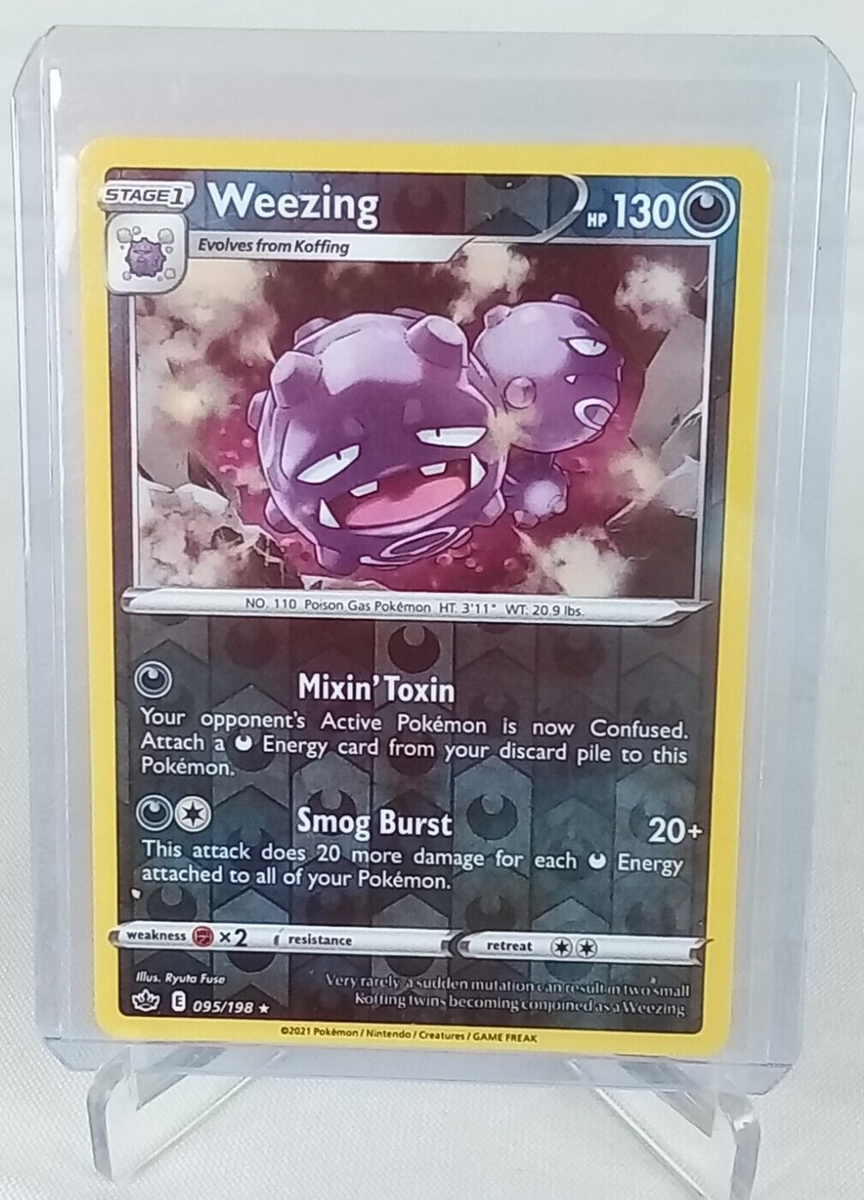 STAGE 1 Weezing HP 130
Evolves from Koffing
NO. 110 Poison Gas Pokémon HT: 3'11" WT: 20.9 lbs.
Mixin' Toxin
Your opponent's Active Pokémon is now Confused.
Attach a Energy card from your discard pile to this
Pokémon.
Smog Burst 20+
This attack does 20 more damage for each Energy
attached to all of your Pokémon.
weakness ×2 resistance retreat
Illus. Ryuta Fuse
Very rarely a sudden mutation can result in two small
Koffing twins becoming conjoined as a Weezing
E 095/198 ★
©2021 Pokémon / Nintendo / Creatures / GAME FREAK